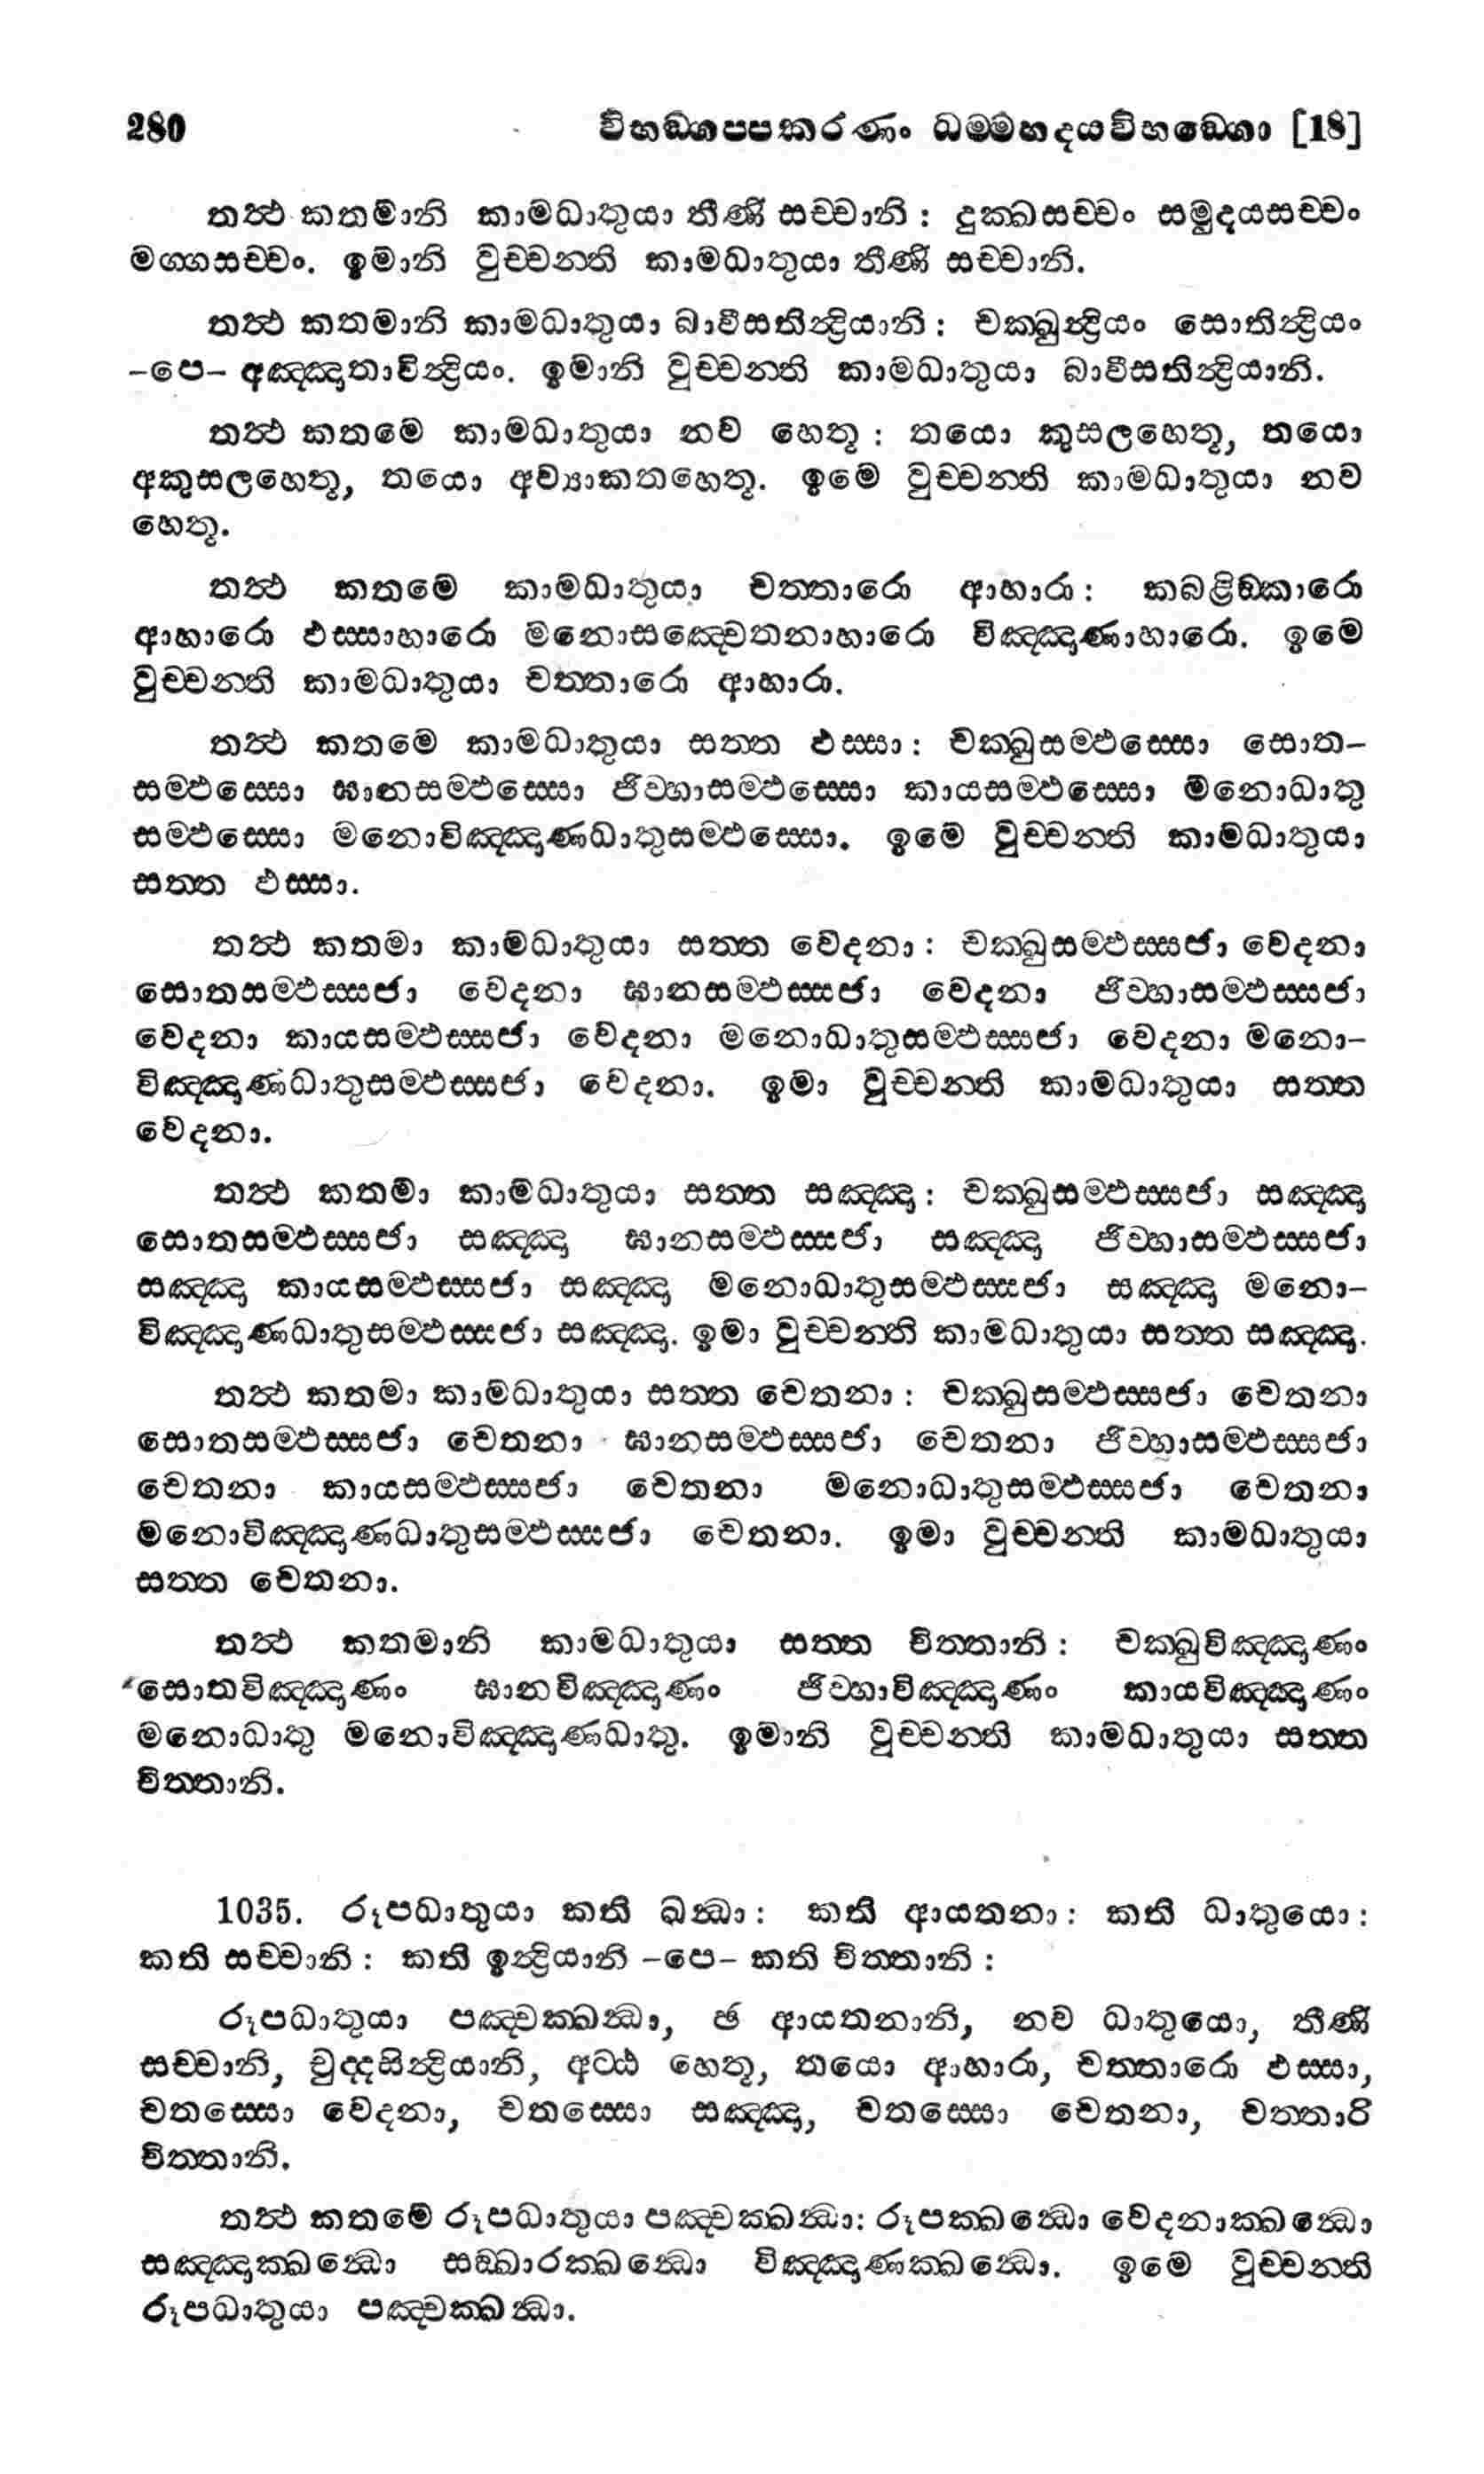 280 විභඞ්ගප්පකරණං ධම්මහදයවිභඞ්ගො [18]
තත්ථ කතමානි කාමධාතුයා තීණි සච්චානි : දුක්ඛසච්චං සමුදයසච්චං
මග්ගසච්චං. ඉමානි වුච්චන්ති කාමධාතුයා තීණි සච්චානි.
තත්ථ කතමානි කාමධාතුයා බාවීසතින්ද්‍රියානි : චක්ඛුන්ද්‍රියං සොතින්ද්‍රියං
-පෙ- අඤ්ඤතාවින්ද්‍රියං. ඉමානි වුච්චන්ති කාමධාතුයා බාවීසතින්ද්‍රියානි.
තත්ථ කතමෙ කාමධාතුයා නව හෙතූ : තයො කුසලහෙතූ, තයො
අකුසලහෙතූ, තයො අව්‍යාකතහෙතූ. ඉමෙ වුච්චන්ති කාමධාතුයා නව
හෙතූ.
තත්ථ කතමෙ කාමධාතුයා චත්තාරො ආහාරා : කබළිඞ්කාරො
ආහාරො ඵස්සාහාරො මනොසඤ්චෙතනාහාරො විඤ්ඤාණාහාරො. ඉමෙ
වුච්චන්ති කාමධාතුයා චත්තාරො ආහාරා.
තත්ථ කතමෙ කාමධාතුයා සත්ත ඵස්සා : චක්ඛුසම්ඵස්සො සොත-
සම්ඵස්සො ඝානසම්ඵස්සො ජිව්හාසම්ඵස්සො කායසම්ඵස්සො මනොධාතු
සම්ඵස්සො මනොවිඤ්ඤාණධාතුසම්ඵස්සො. ඉමෙ වුච්චන්ති කාමධාතුයා
සත්ත ඵස්සා.
තත්ථ කතමා කාමධාතුයා සත්ත වෙදනා : චක්ඛුසම්ඵස්සජා වෙදනා
සොතසම්ඵස්සජා වෙදනා ඝානසම්ඵස්සජා වෙදනා ජිව්හාසම්ඵස්සජා
වෙදනා කායසම්ඵස්සජා වෙදනා මනොධාතුසම්ඵස්සජා වෙදනා මනො-
විඤ්ඤාණධාතුසම්ඵස්සජා වෙදනා. ඉමා වුච්චන්ති කාමධාතුයා සත්ත
වෙදනා.
තත්ථ කතමා කාමධාතුයා සත්ත සඤ්ඤා : චක්ඛුසම්ඵස්සජා සඤ්ඤා
සොතසම්ඵස්සජා සඤ්ඤා ඝානසම්ඵස්සජා සඤ්ඤා ජිව්හාසම්ඵස්සජා
සඤ්ඤා කායසම්ඵස්සජා සඤ්ඤා මනොධාතුසම්ඵස්සජා සඤ්ඤා මනො-
විඤ්ඤාණධාතුසම්ඵස්සජා සඤ්ඤා. ඉමා වුච්චන්ති කාමධාතුයා සත්ත සඤ්ඤා.
තත්ථ කතමා කාමධාතුයා සත්ත චෙතනා : චක්ඛුසම්ඵස්සජා චෙතනා
සොතසම්ඵස්සජා චෙතනා ඝානසම්ඵස්සජා චෙතනා ජිව්හාසම්ඵස්සජා
චෙතනා කායසම්ඵස්සජා චෙතනා මනොධාතුසම්ඵස්සජා චෙතනා
මනොවිඤ්ඤාණධාතුසම්ඵස්සජා චෙතනා. ඉමා වුච්චන්ති කාමධාතුයා
සත්ත චෙතනා.
තත්ථ කතමානි කාමධාතුයා සත්ත චිත්තානි : චක්ඛුවිඤ්ඤාණං
සොතවිඤ්ඤාණං ඝානවිඤ්ඤාණං ජිව්හාවිඤ්ඤාණං කායවිඤ්ඤාණං
මනොධාතු මනොවිඤ්ඤාණධාතු. ඉමානි වුච්චන්ති කාමධාතුයා සත්ත
චිත්තානි.
1035. රූපධාතුයා කති ඛන්ධා : කති ආයතනා : කති ධාතුයො :
කති සච්චානි : කති ඉන්ද්‍රියානි -පෙ- කති චිත්තානි :
රූපධාතුයා පඤ්චක්ඛන්ධා, ඡ ආයතනානි, නව ධාතුයො, තීණි
සච්චානි, චුද්දසින්ද්‍රියානි, අට්ඨ හෙතූ, තයො ආහාරා, චත්තාරො ඵස්සා,
චතස්සො වෙදනා, චතස්සො සඤ්ඤා, චතස්සො චෙතනා, චත්තාරි
චිත්තානි.
තත්ථ කතමේ රූපධාතුයා පඤ්චක්ඛන්ධා: රූපක්ඛන්ධො වෙදනාක්ඛන්ධො
සඤ්ඤාක්ඛන්ධො සඞ්ඛාරක්ඛන්ධො විඤ්ඤාණක්ඛන්ධො. ඉමෙ වුච්චන්ති
රූපධාතුයා පඤ්චක්ඛන්ධා.